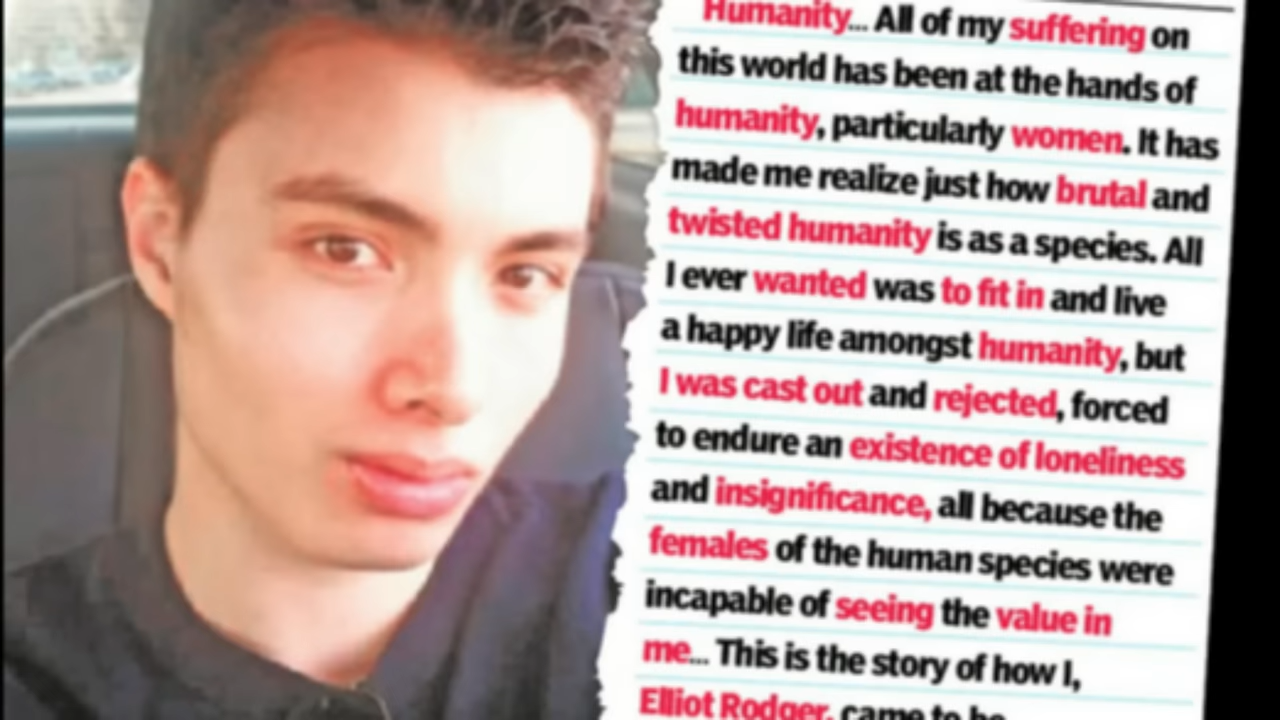 Humanity... All of my suffering on
this world has been at the hands of
humanity, particularly women. It has
made me realize just how brutal and
twisted humanity is as a species. All
I ever wanted was to fit in and live
a happy life amongst humanity, but
I was cast out and rejected, forced
to endure an existence of loneliness
and insignificance, all because the
females of the human species were
incapable of seeing the value in
me... This is the story of how I,
Elliot Rodger, came to be